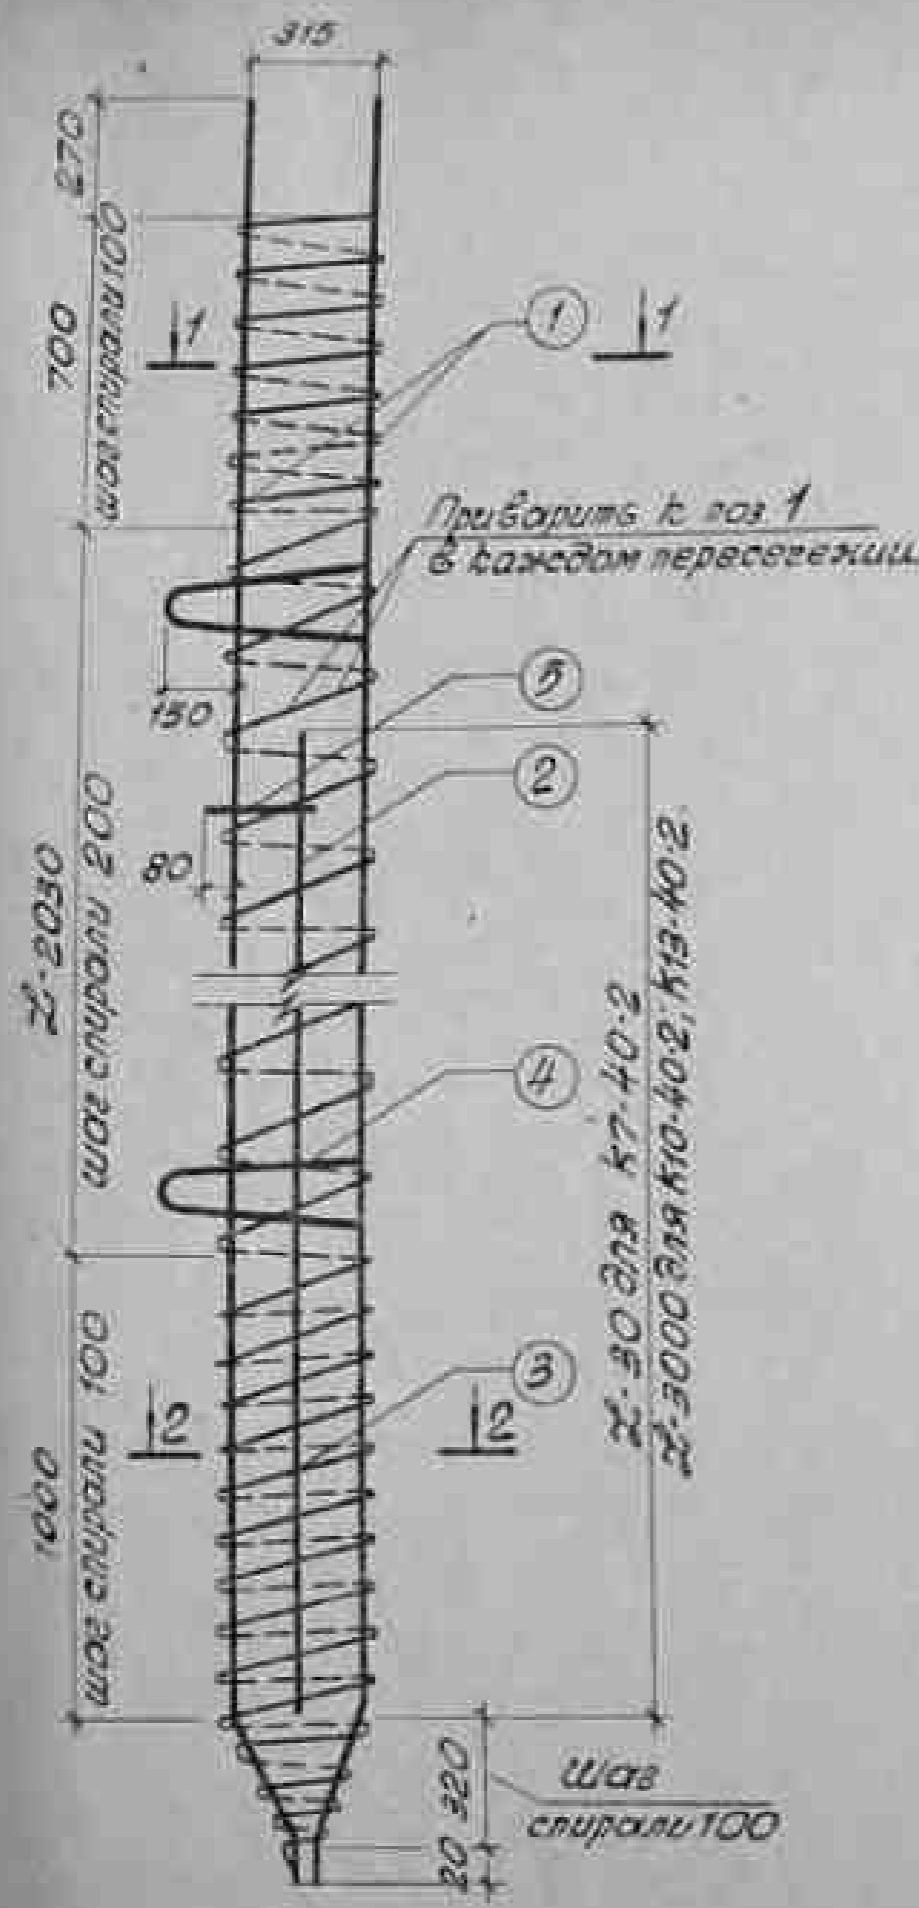 315
270
700
шаг спирали 100
1
1
1
Приварить к поз. 1
в каждом пересечении
150
5
2
80
L-2030
шаг спирали 200
4
L-30 для К7-40-2
L-3000 для К10-40-2; К13-40-2
3
2
2
1000
шаг спирали 100
320
20
Шаг
спирали 100